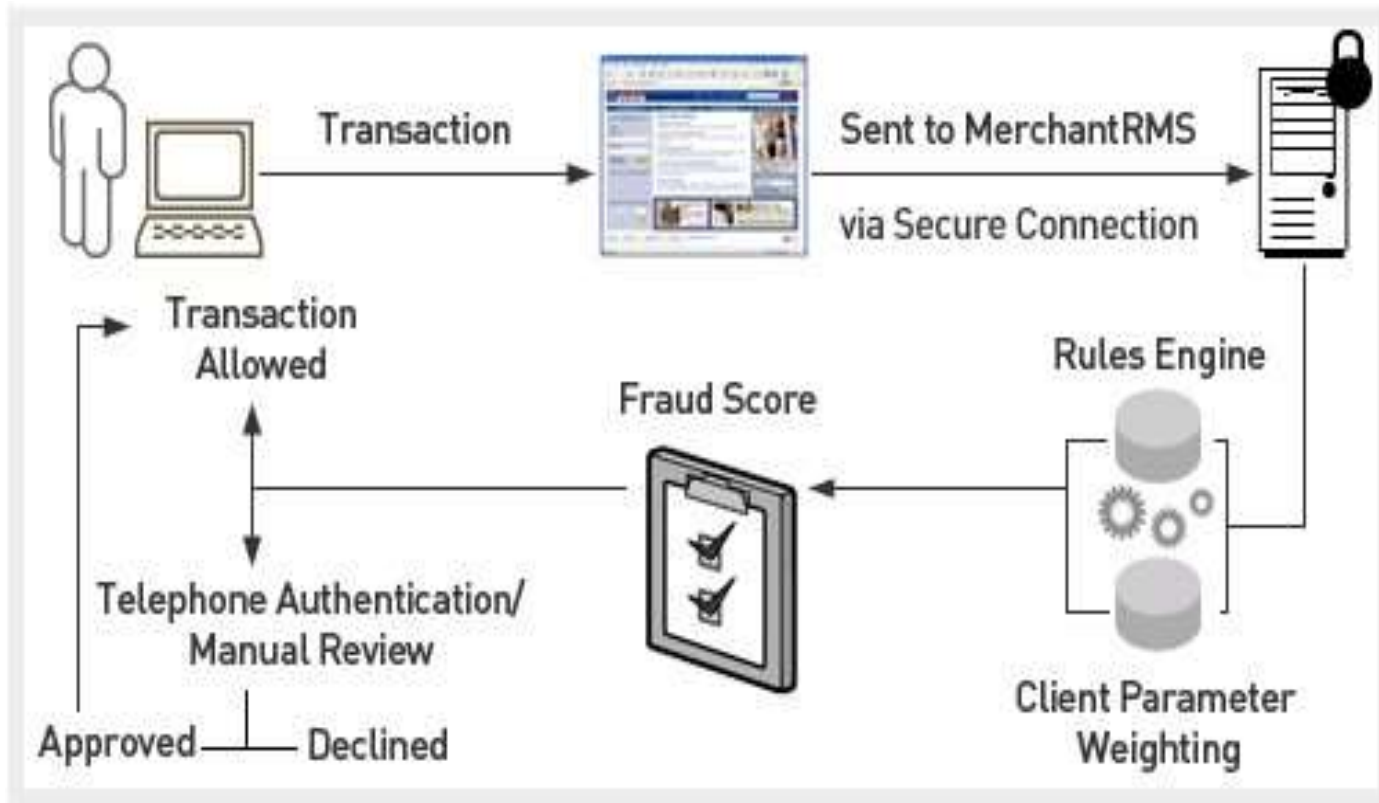 Transaction
Sent to MerchantRMS
via Secure Connection
Transaction
Allowed
Rules Engine
Fraud Score
Telephone Authentication/
Manual Review
Client Parameter
Weighting
Approved
Declined